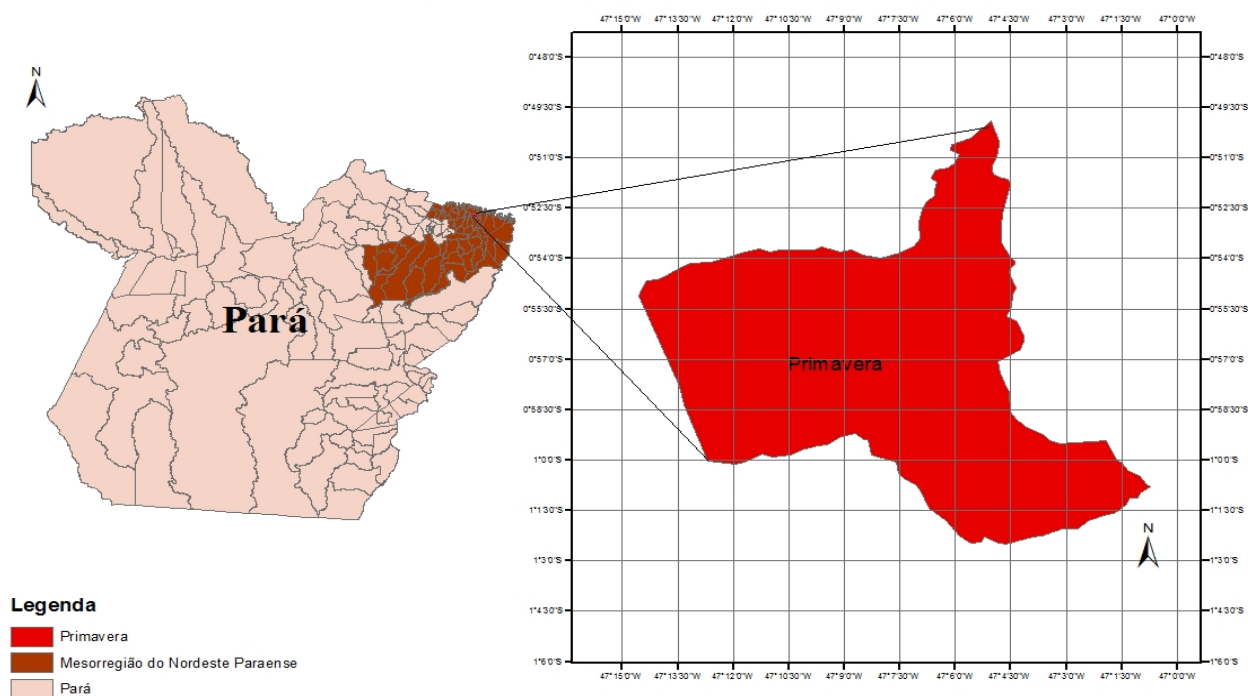 47°15'0"W 47°13'30"W 47°12'0"W 47°10'30"W 47°9'0"W 47°7'30"W 47°6'0"W 47°4'30"W 47°3'0"W 47°1'30"W 47°0'0"W
N
0°48'0"S 0°48'0"S
0°49'30"S 0°49'30"S
0°51'0"S 0°51'0"S
0°52'30"S 0°52'30"S
0°54'0"S 0°54'0"S
0°55'30"S 0°55'30"S
Pará
0°57'0"S 0°57'0"S
Primavera
0°58'30"S 0°58'30"S
1°0'0"S 1°0'0"S
1°1'30"S 1°1'30"S
N
1°3'0"S 1°3'0"S
1°4'30"S 1°4'30"S
1°6'0"S 1°6'0"S
47°15'0"W 47°13'30"W 47°12'0"W 47°10'30"W 47°9'0"W 47°7'30"W 47°6'0"W 47°4'30"W 47°3'0"W 47°1'30"W 47°0'0"W
Legenda
Primavera
Mesorregião do Nordeste Paraense
Pará